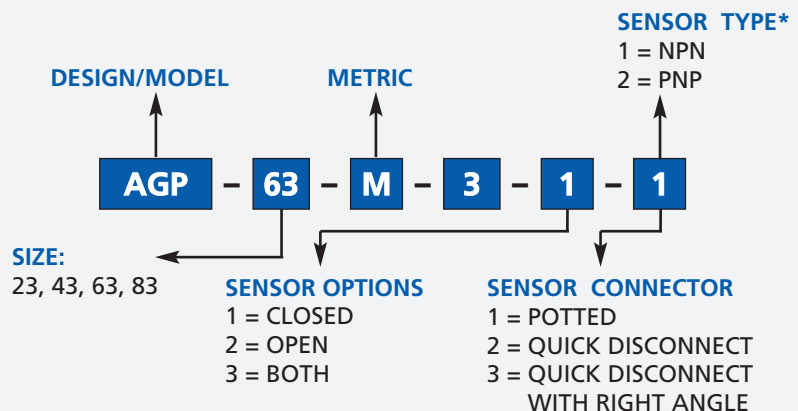 SENSOR TYPE*
1 = NPN
2 = PNP
DESIGN/MODEL
METRIC
AGP - 63 - M - 3 - 1 - 1
SIZE:
23, 43, 63, 83
SENSOR OPTIONS
1 = CLOSED
2 = OPEN
3 = BOTH
SENSOR CONNECTOR
1 = POTTED
2 = QUICK DISCONNECT
3 = QUICK DISCONNECT
WITH RIGHT ANGLE